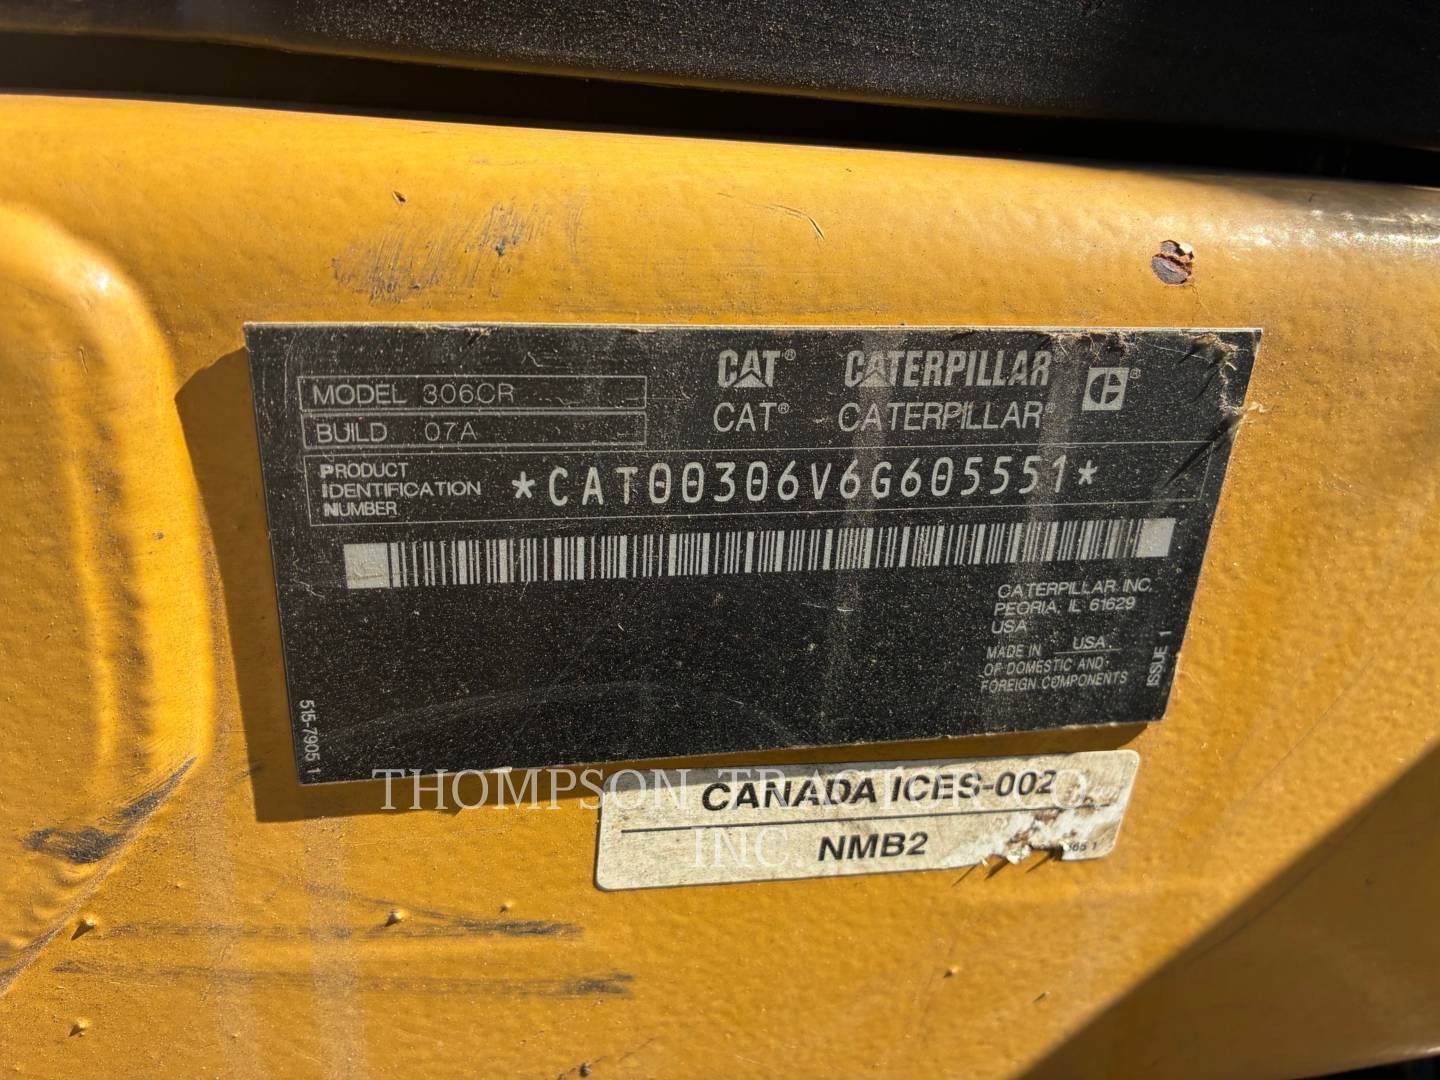 CAT® CATERPILLAR ®
CAT® CATERPILLAR®
MODEL 306CR
BUILD 07A
PRODUCT IDENTIFICATION NUMBER *CAT00306V6G605551*
CATERPILLAR INC.
PEORIA, IL 61629
USA
MADE IN USA
OF DOMESTIC AND
FOREIGN COMPONENTS
ISSUE 1
515-7905 1
CANADA ICES-002
NMB2
THOMPSON TRACTOR CO.
INC.